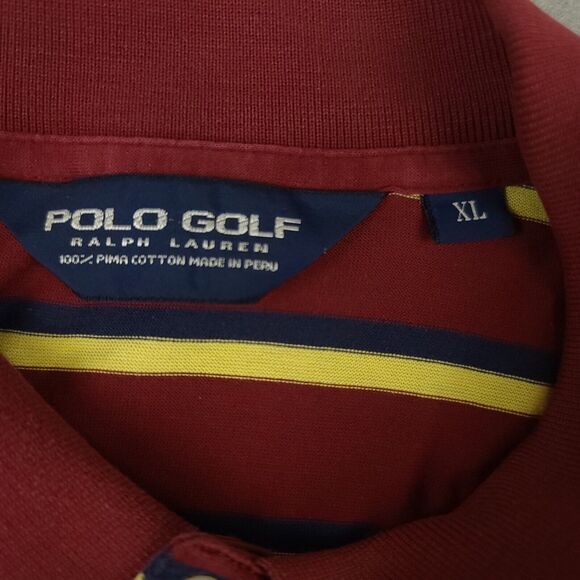 POLO GOLF
RALPH LAUREN
100% PIMA COTTON MADE IN PERU
XL